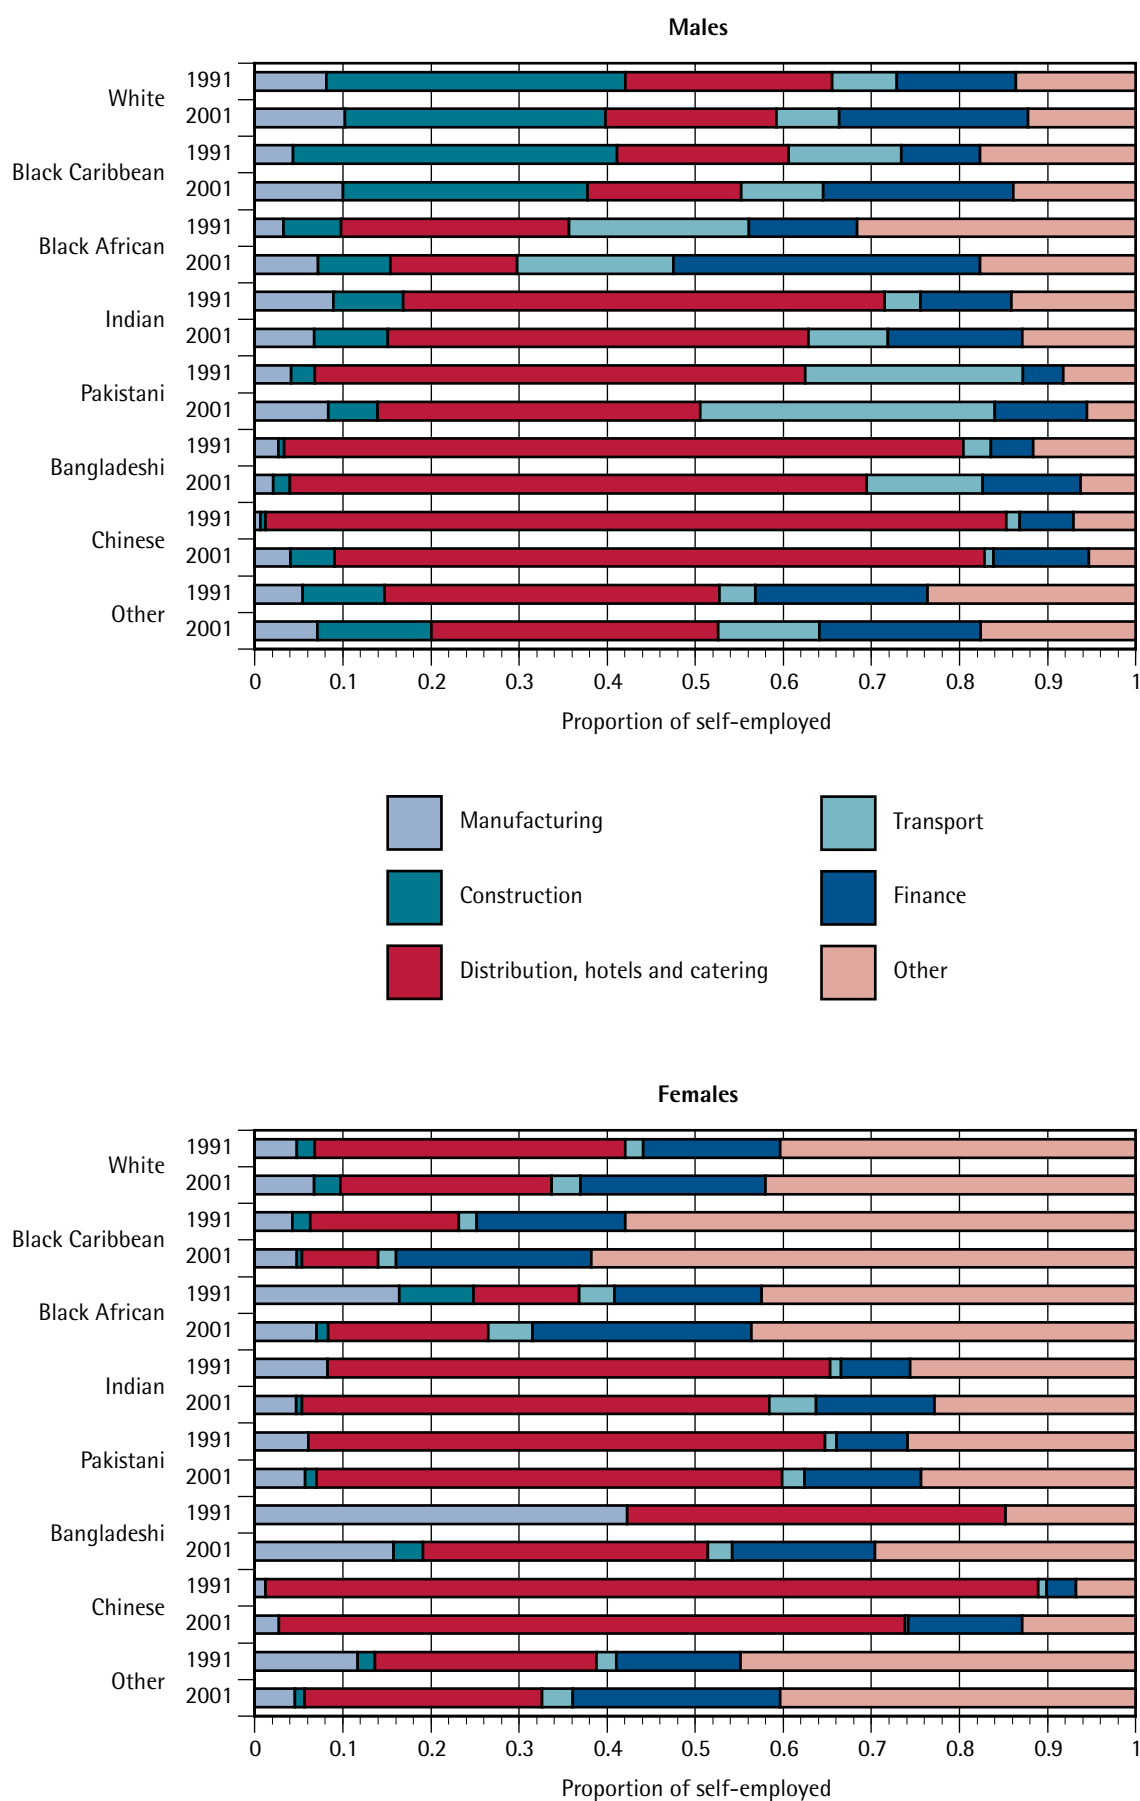 Males
White
1991
2001
Black Caribbean
1991
2001
Black African
1991
2001
Indian
1991
2001
Pakistani
1991
2001
Bangladeshi
1991
2001
Chinese
1991
2001
Other
1991
2001
0 0.1 0.2 0.3 0.4 0.5 0.6 0.7 0.8 0.9 1
Proportion of self-employed
Manufacturing
Transport
Construction
Finance
Distribution, hotels and catering
Other
Females
White
1991
2001
Black Caribbean
1991
2001
Black African
1991
2001
Indian
1991
2001
Pakistani
1991
2001
Bangladeshi
1991
2001
Chinese
1991
2001
Other
1991
2001
0 0.1 0.2 0.3 0.4 0.5 0.6 0.7 0.8 0.9 1
Proportion of self-employed